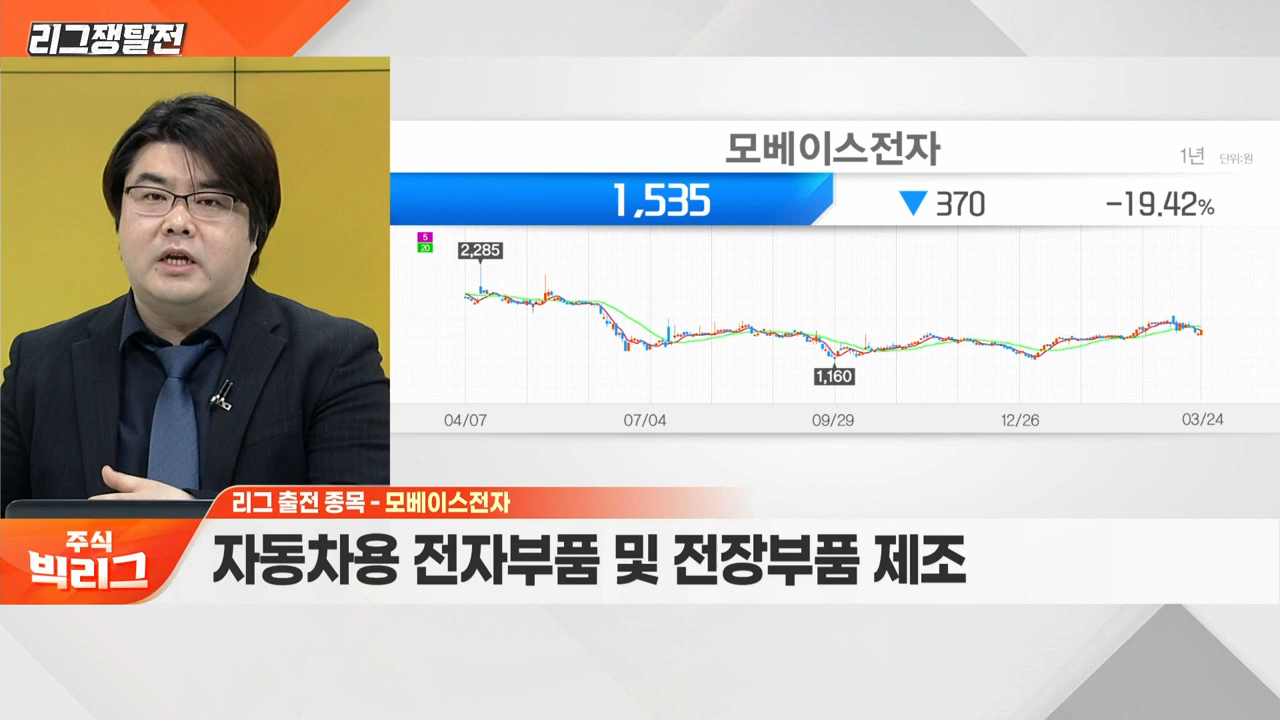 리그쟁탈전
모베이스전자
1년 단위:원
1,535 ▼ 370 -19.42%
5
20
2,285
1,160
04/07 07/04 09/29 12/26 03/24
리그 출전 종목 - 모베이스전자
주식
빅리그
자동차용 전자부품 및 전장부품 제조